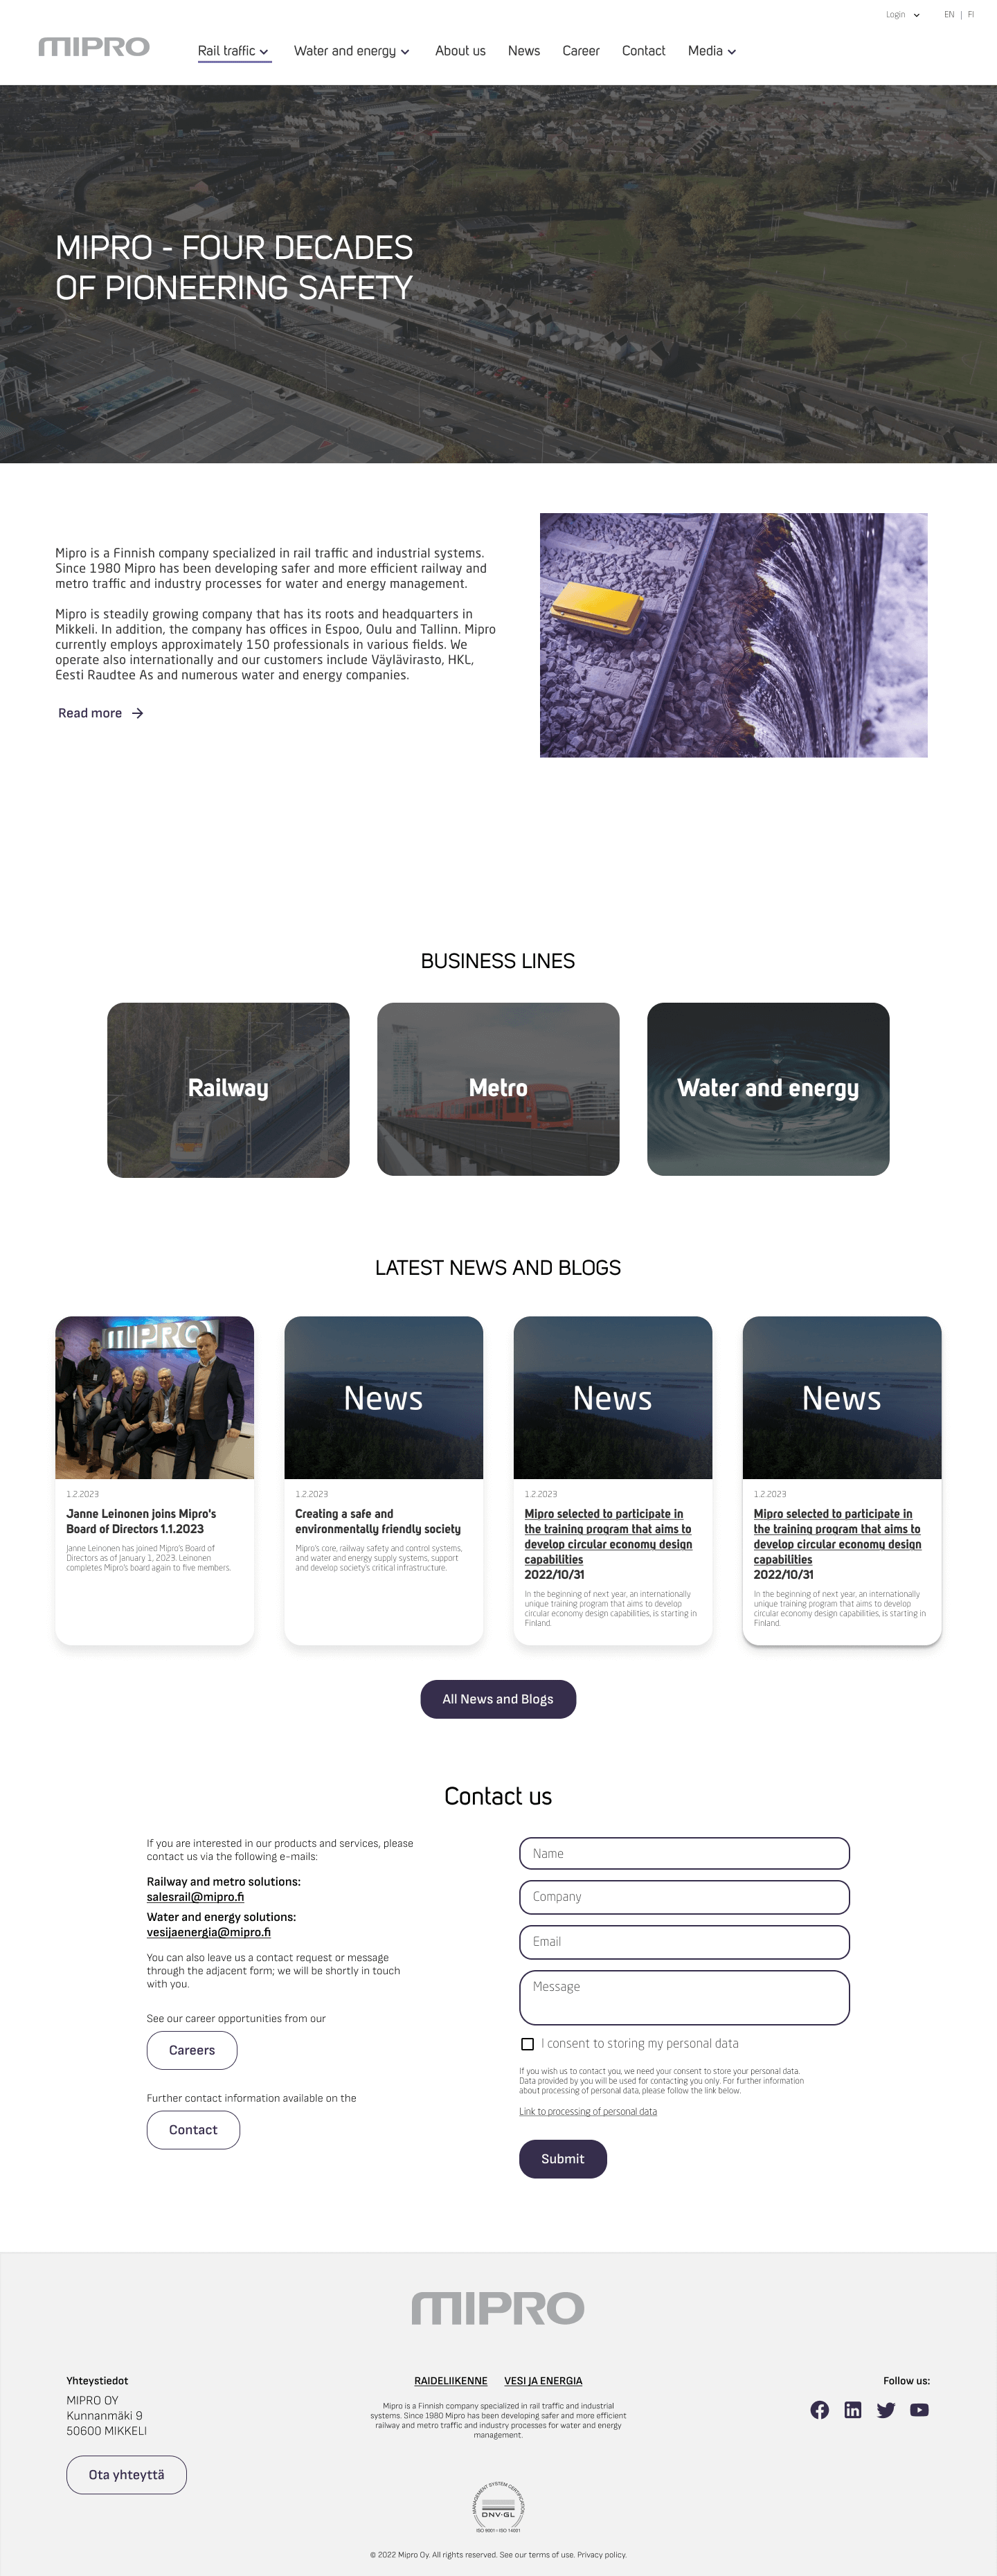 Login EN | FI
MIPRO Rail traffic Water and energy About us News Career Contact Media
MIPRO - FOUR DECADES
OF PIONEERING SAFETY
Mipro is a Finnish company specialized in rail traffic and industrial systems.
Since 1980 Mipro has been developing safer and more efficient railway and
metro traffic and industry processes for water and energy management.
Mipro is steadily growing company that has its roots and headquarters in
Mikkeli. In addition, the company has offices in Espoo, Oulu and Tallinn. Mipro
currently employs approximately 150 professionals in various fields. We
operate also internationally and our customers include Väylävirasto, HKL,
Eesti Raudtee As and numerous water and energy companies.
Read more
BUSINESS LINES
Railway
Metro
Water and energy
LATEST NEWS AND BLOGS
MIPRO
1.2.2023
Janne Leinonen joins Mipro's
Board of Directors 1.1.2023
Janne Leinonen has joined Mipro's Board of
Directors as of January 1, 2023. Leinonen
completes Mipro's board again to five members.
News
1.2.2023
Creating a safe and
environmentally friendly society
Mipro's core, railway safety and control systems,
and water and energy supply systems, support
and develop society's critical infrastructure.
News
1.2.2023
Mipro selected to participate in
the training program that aims to
develop circular economy design
capabilities
2022/10/31
In the beginning of next year, an internationally
unique training program that aims to develop
circular economy design capabilities, is starting in
Finland.
News
1.2.2023
Mipro selected to participate in
the training program that aims to
develop circular economy design
capabilities
2022/10/31
In the beginning of next year, an internationally
unique training program that aims to develop
circular economy design capabilities, is starting in
Finland.
All News and Blogs
Contact us
If you are interested in our products and services, please
contact us via the following e-mails:
Railway and metro solutions:
salesrail@mipro.fi
Water and energy solutions:
vesijaenergia@mipro.fi
You can also leave us a contact request or message
through the adjacent form; we will be shortly in touch
with you.
See our career opportunities from our
Careers
Further contact information available on the
Contact
Name
Company
Email
Message
I consent to storing my personal data
If you wish us to contact you, we need your consent to store your personal data.
Data provided by you will be used for contacting you only. For further information
about processing of personal data, please follow the link below.
Link to processing of personal data
Submit
MIPRO
Yhteystiedot
MIPRO OY
Kunnanmäki 9
50600 MIKKELI
Ota yhteyttä
RAIDELIIKENNE VESI JA ENERGIA
Mipro is a Finnish company specialized in rail traffic and industrial
systems. Since 1980 Mipro has been developing safer and more efficient
railway and metro traffic and industry processes for water and energy
management.
Follow us:
MANAGEMENT SYSTEM CERTIFICATION
DNV·GL
ISO 9001 • ISO 14001
© 2022 Mipro Oy. All rights reserved. See our terms of use. Privacy policy.